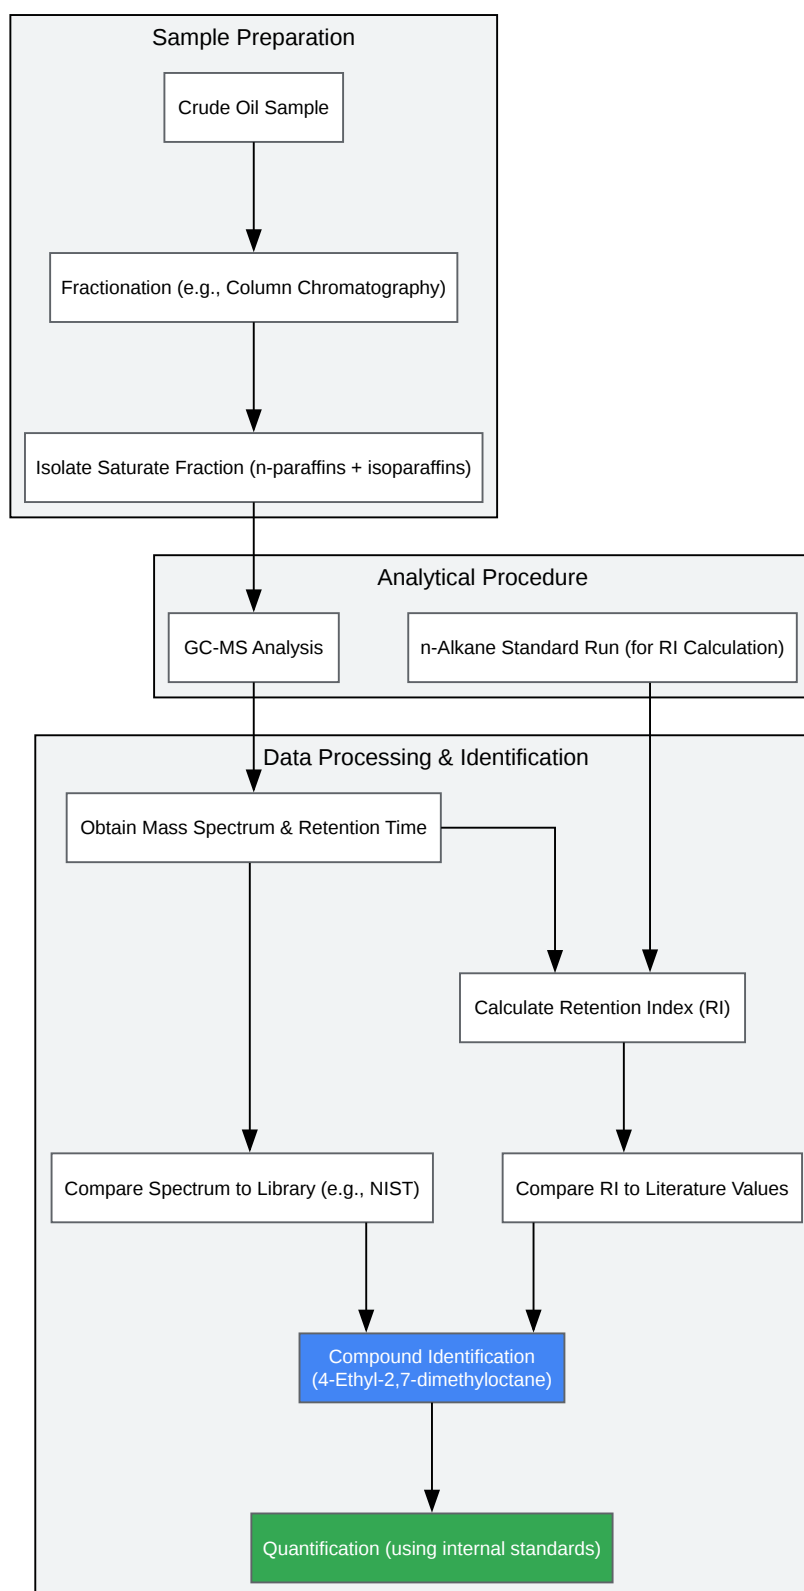 Sample Preparation
Crude Oil Sample
Fractionation (e.g., Column Chromatography)
Isolate Saturate Fraction (n-paraffins + isoparaffins)
Analytical Procedure
GC-MS Analysis
n-Alkane Standard Run (for RI Calculation)
Data Processing & Identification
Obtain Mass Spectrum & Retention Time
Calculate Retention Index (RI)
Compare Spectrum to Library (e.g., NIST)
Compare RI to Literature Values
Compound Identification
(4-Ethyl-2,7-dimethyloctane)
Quantification (using internal standards)